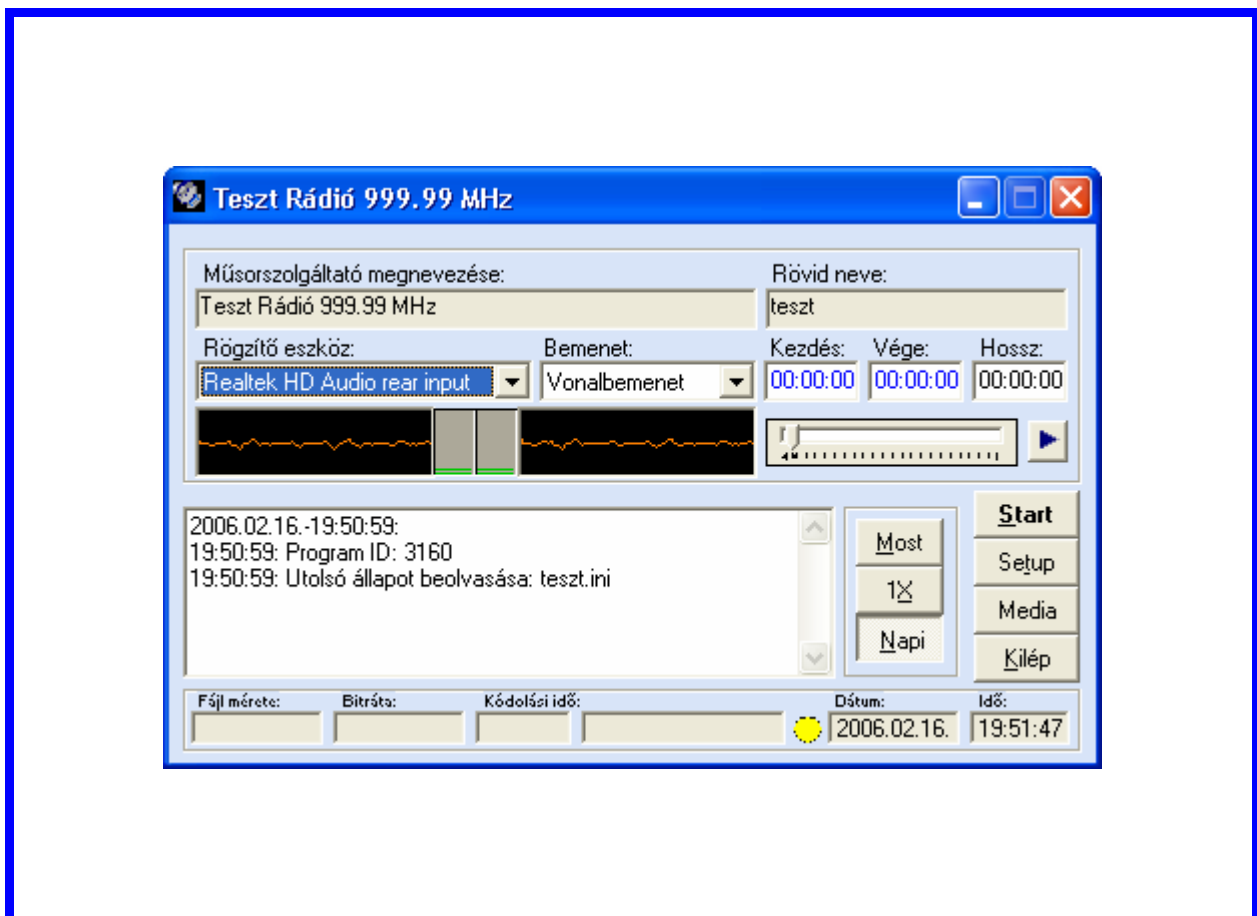 Teszt Rádió 999.99 MHz
Műsorszolgáltató megnevezése: Rövid neve:
Teszt Rádió 999.99 MHz teszt
Rögzítő eszköz: Bemenet: Kezdés: Vége: Hossz:
Realtek HD Audio rear input Vonalbemenet 00:00:00 00:00:00 00:00:00
2006.02.16.-19:50:59:
19:50:59: Program ID: 3160
19:50:59: Utolsó állapot beolvasása: teszt.ini
Most
1X
Napi
Start
Setup
Media
Kilép
Fájl mérete: Bitráta: Kódolási idő: Dátum: Idő:
2006.02.16. 19:51:47